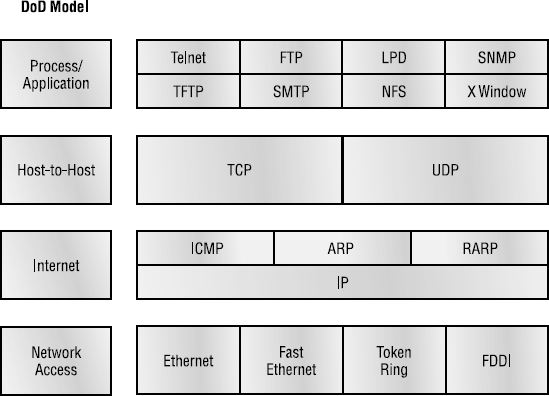 DoD Model
Process/
Application
Telnet FTP LPD SNMP
TFTP SMTP NFS X Window
Host-to-Host
TCP UDP
Internet
ICMP ARP RARP
IP
Network
Access
Ethernet
Fast
Ethernet
Token
Ring
FDDI